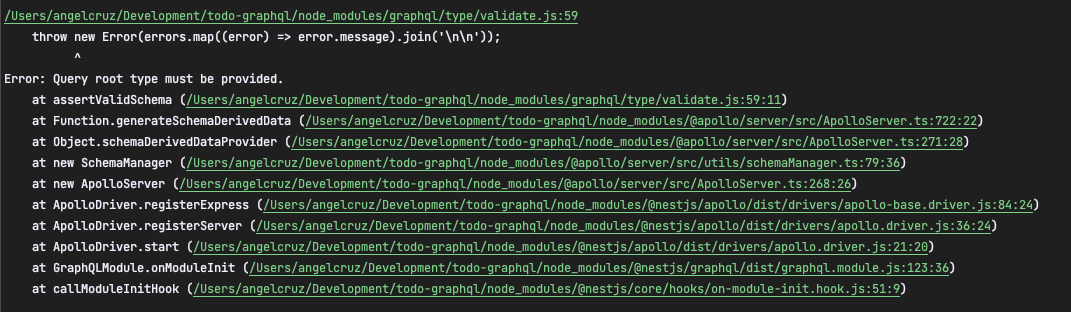 /Users/angelcruz/Development/todo-graphql/node_modules/graphql/type/validate.js:59
    throw new Error(errors.map((error) => error.message).join('\n\n'));
          ^
Error: Query root type must be provided.
    at assertValidSchema (/Users/angelcruz/Development/todo-graphql/node_modules/graphql/type/validate.js:59:11)
    at Function.generateSchemaDerivedData (/Users/angelcruz/Development/todo-graphql/node_modules/@apollo/server/src/ApolloServer.ts:722:22)
    at Object.schemaDerivedDataProvider (/Users/angelcruz/Development/todo-graphql/node_modules/@apollo/server/src/ApolloServer.ts:271:28)
    at new SchemaManager (/Users/angelcruz/Development/todo-graphql/node_modules/@apollo/server/src/utils/schemaManager.ts:79:36)
    at new ApolloServer (/Users/angelcruz/Development/todo-graphql/node_modules/@apollo/server/src/ApolloServer.ts:268:26)
    at ApolloDriver.registerExpress (/Users/angelcruz/Development/todo-graphql/node_modules/@nestjs/apollo/dist/drivers/apollo-base.driver.js:84:24)
    at ApolloDriver.registerServer (/Users/angelcruz/Development/todo-graphql/node_modules/@nestjs/apollo/dist/drivers/apollo.driver.js:36:24)
    at ApolloDriver.start (/Users/angelcruz/Development/todo-graphql/node_modules/@nestjs/apollo/dist/drivers/apollo.driver.js:21:20)
    at GraphQLModule.onModuleInit (/Users/angelcruz/Development/todo-graphql/node_modules/@nestjs/graphql/dist/graphql.module.js:123:36)
    at callModuleInitHook (/Users/angelcruz/Development/todo-graphql/node_modules/@nestjs/core/hooks/on-module-init.hook.js:51:9)